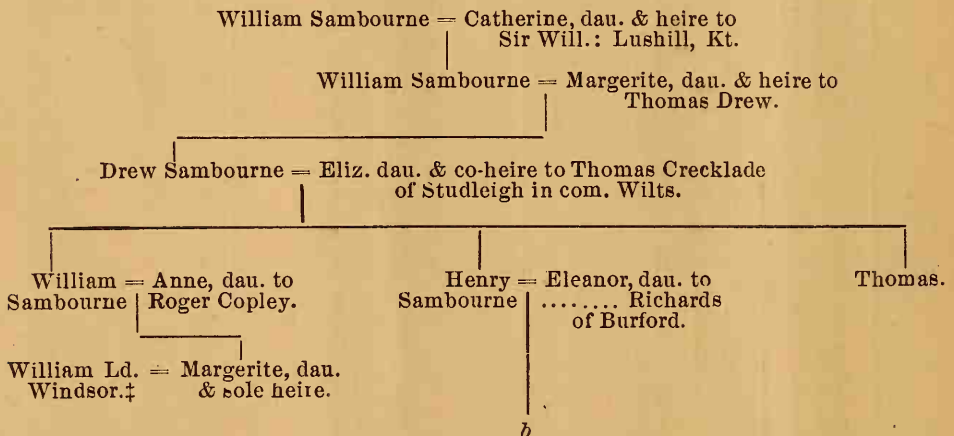 William Sambourne = Catherine, dau. & heire to
Sir Will.: Lushill, Kt.
William Sambourne = Margerite, dau. & heire to
Thomas Drew.
Drew Sambourne = Eliz. dau. & co-heire to Thomas Crecklade
of Studleigh in com. Wilts.
William = Anne, dau. to
Sambourne Roger Copley.
Henry = Eleanor, dau. to
Sambourne ........ Richards
of Burford.
Thomas.
William Ld. = Margerite, dau.
Windsor.‡ & sole heire.
b